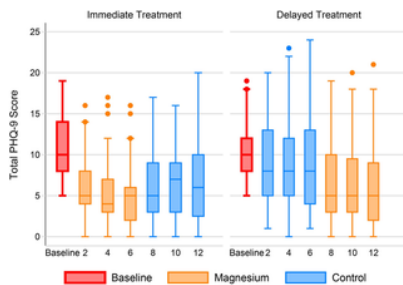 Immediate Treatment Delayed Treatment
Total PHQ-9 Score
25
20
15
10
5
0
Baseline 2 4 6 8 10 12 Baseline 2 4 6 8 10 12
Baseline Magnesium Control